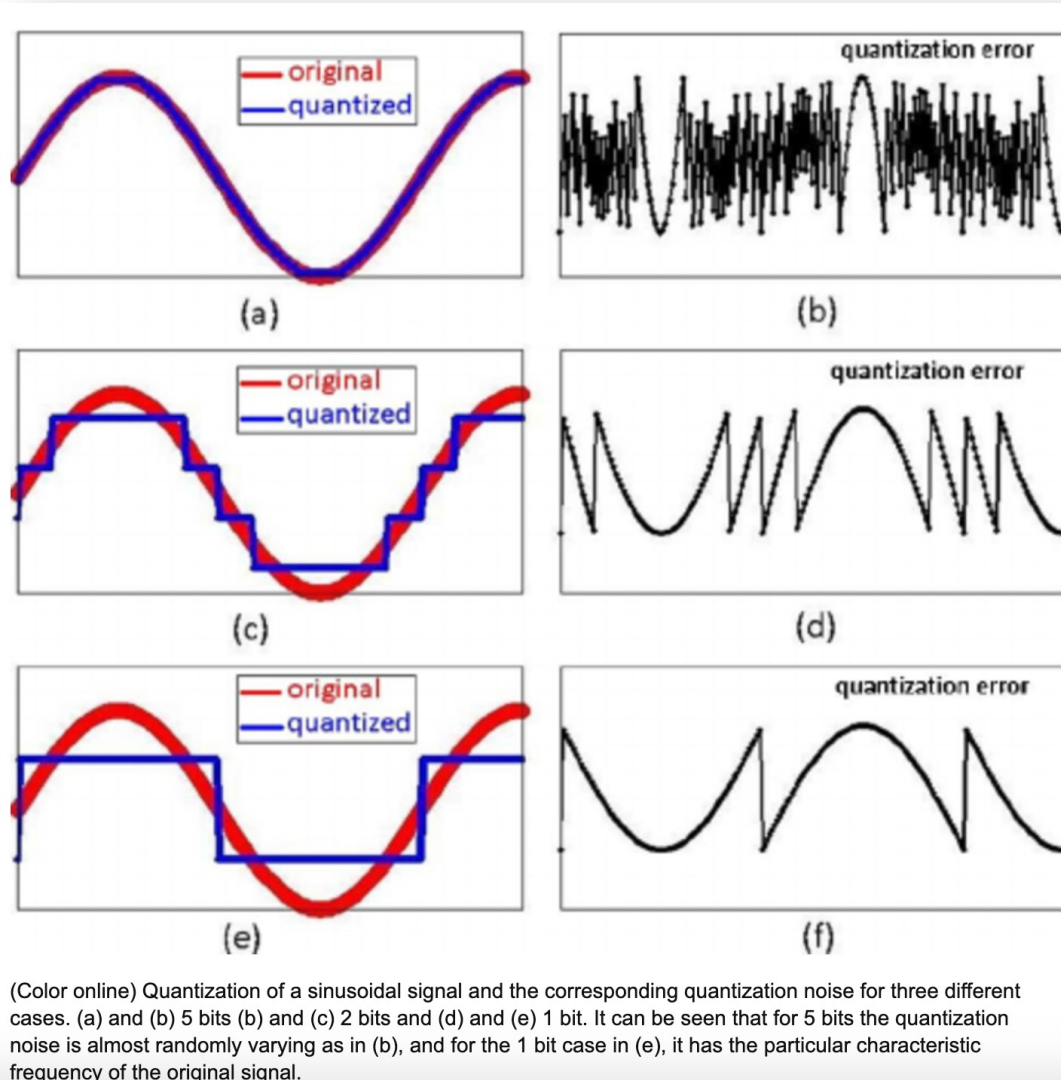 quantization error
original
quantized
(a)
(b)
quantization error
original
quantized
(c)
(d)
quantization error
original
quantized
(e)
(f)
(Color online) Quantization of a sinusoidal signal and the corresponding quantization noise for three different
cases. (a) and (b) 5 bits (b) and (c) 2 bits and (d) and (e) 1 bit. It can be seen that for 5 bits the quantization
noise is almost randomly varying as in (b), and for the 1 bit case in (e), it has the particular characteristic
frequency of the original signal.